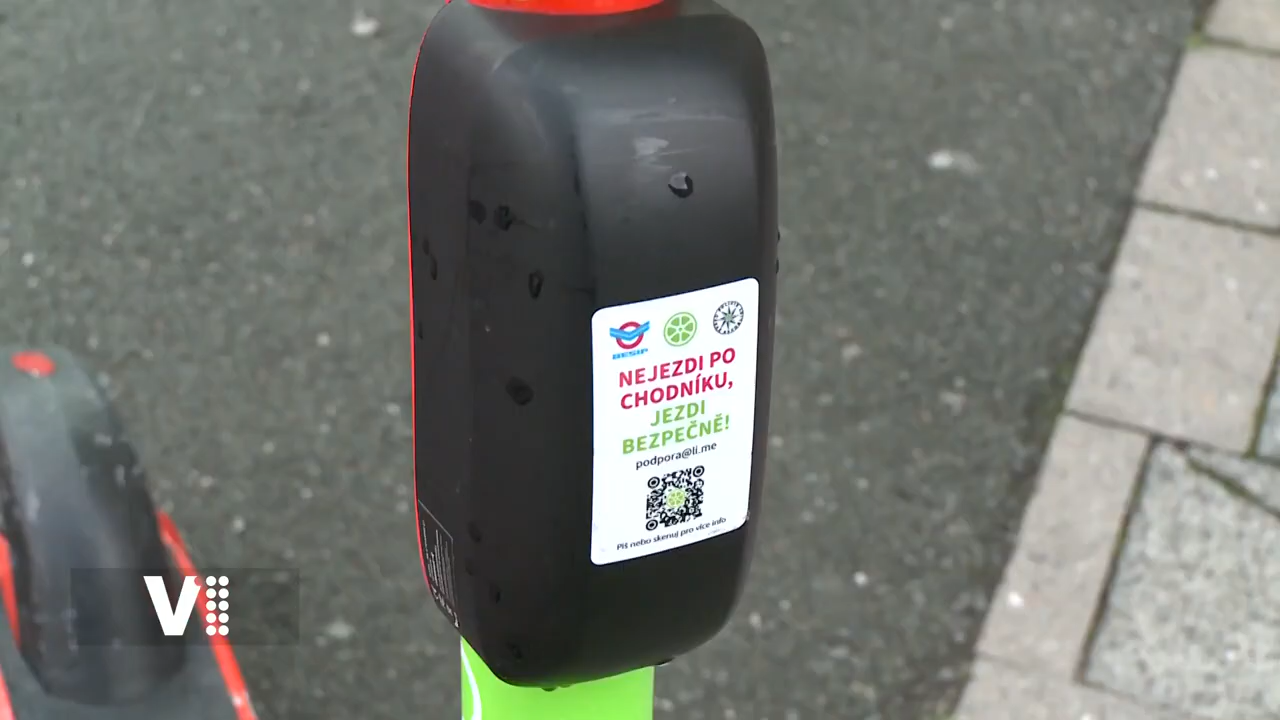 BESIP
NEJEZDI PO
CHODNÍKU,
JEZDI
BEZPEČNĚ!
podpora@li.me
Piš nebo skenuj pro více info
V